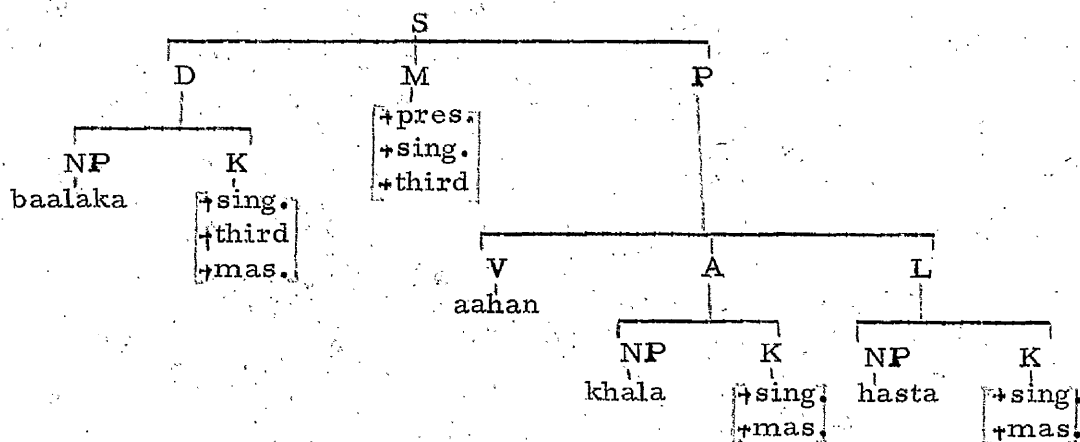 S
D M P
+pres.
NP K +sing.
baalaka +sing. +third
+third
+mas. V A L
aahan
NP K NP K
khala +sing. hasta +sing.
+mas. +mas.